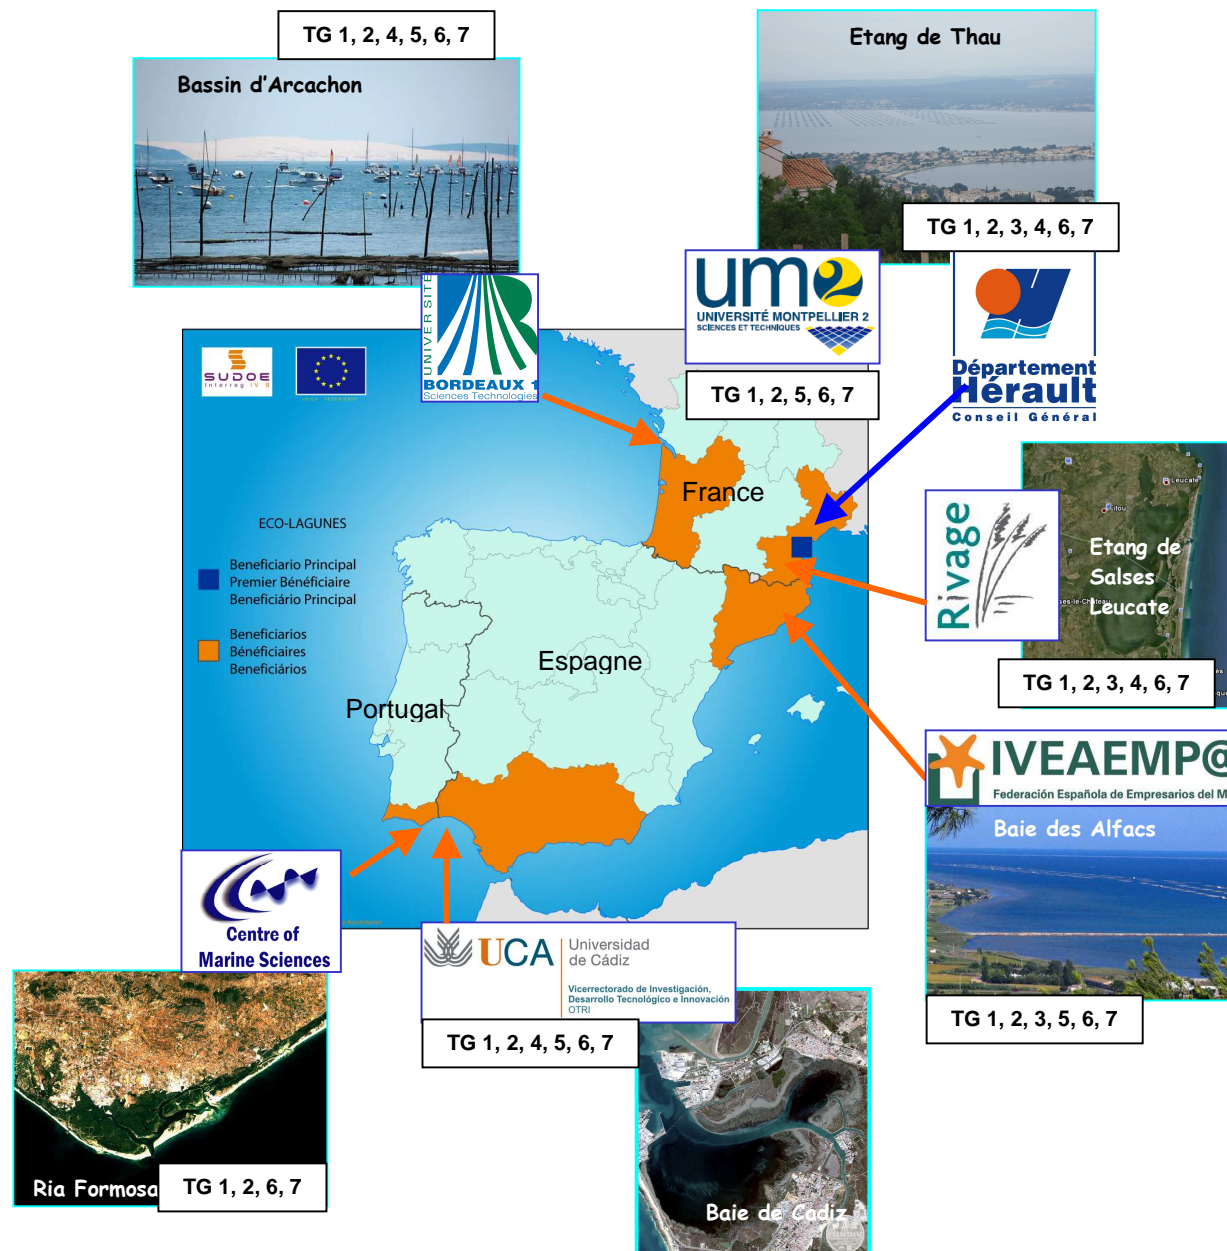 TG 1, 2, 4, 5, 6, 7
Bassin d'Arcachon
Etang de Thau
TG 1, 2, 3, 4, 6, 7
UNIVERSITÉ
BORDEAUX 1
Sciences Technologies
um2
UNIVERSITÉ MONTPELLIER 2
SCIENCES ET TECHNIQUES
TG 1, 2, 5, 6, 7
Département
Hérault
Conseil Général
SUDOE
Interreg IV B
France
ECO-LAGUNES
Beneficiario Principal
Premier Bénéficiaire
Beneficiário Principal
Beneficiarios
Bénéficiaires
Beneficiários
Espagne
Portugal
Rivage
Leucate
Fitou
Etang de
Salses
Leucate
ses-le-Château
TG 1, 2, 3, 4, 6, 7
IVEAEMP@
Federación Española de Empresarios del M
Baie des Alfacs
TG 1, 2, 3, 5, 6, 7
Centre of
Marine Sciences
UCA
Universidad
de Cádiz
Vicerrectorado de Investigación,
Desarrollo Tecnológico e Innovación
OTRI
TG 1, 2, 4, 5, 6, 7
Ria Formosa
TG 1, 2, 6, 7
Baie de Cadiz